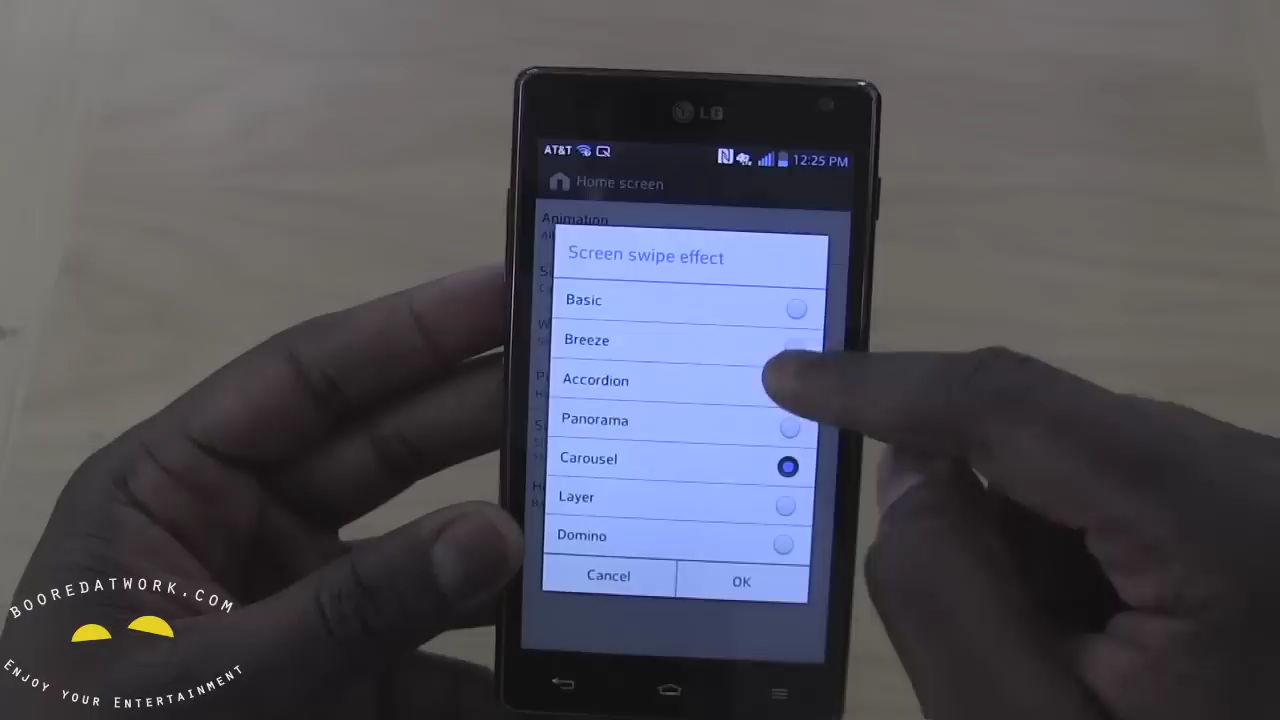 LG
AT&T 12:25 PM
Home screen
Animation
Screen swipe effect
Basic
Breeze
Accordion
Panorama
Carousel
Layer
Domino
Cancel OK
BOOREDATWORK.COM
ENJOY YOUR ENTERTAINMENT